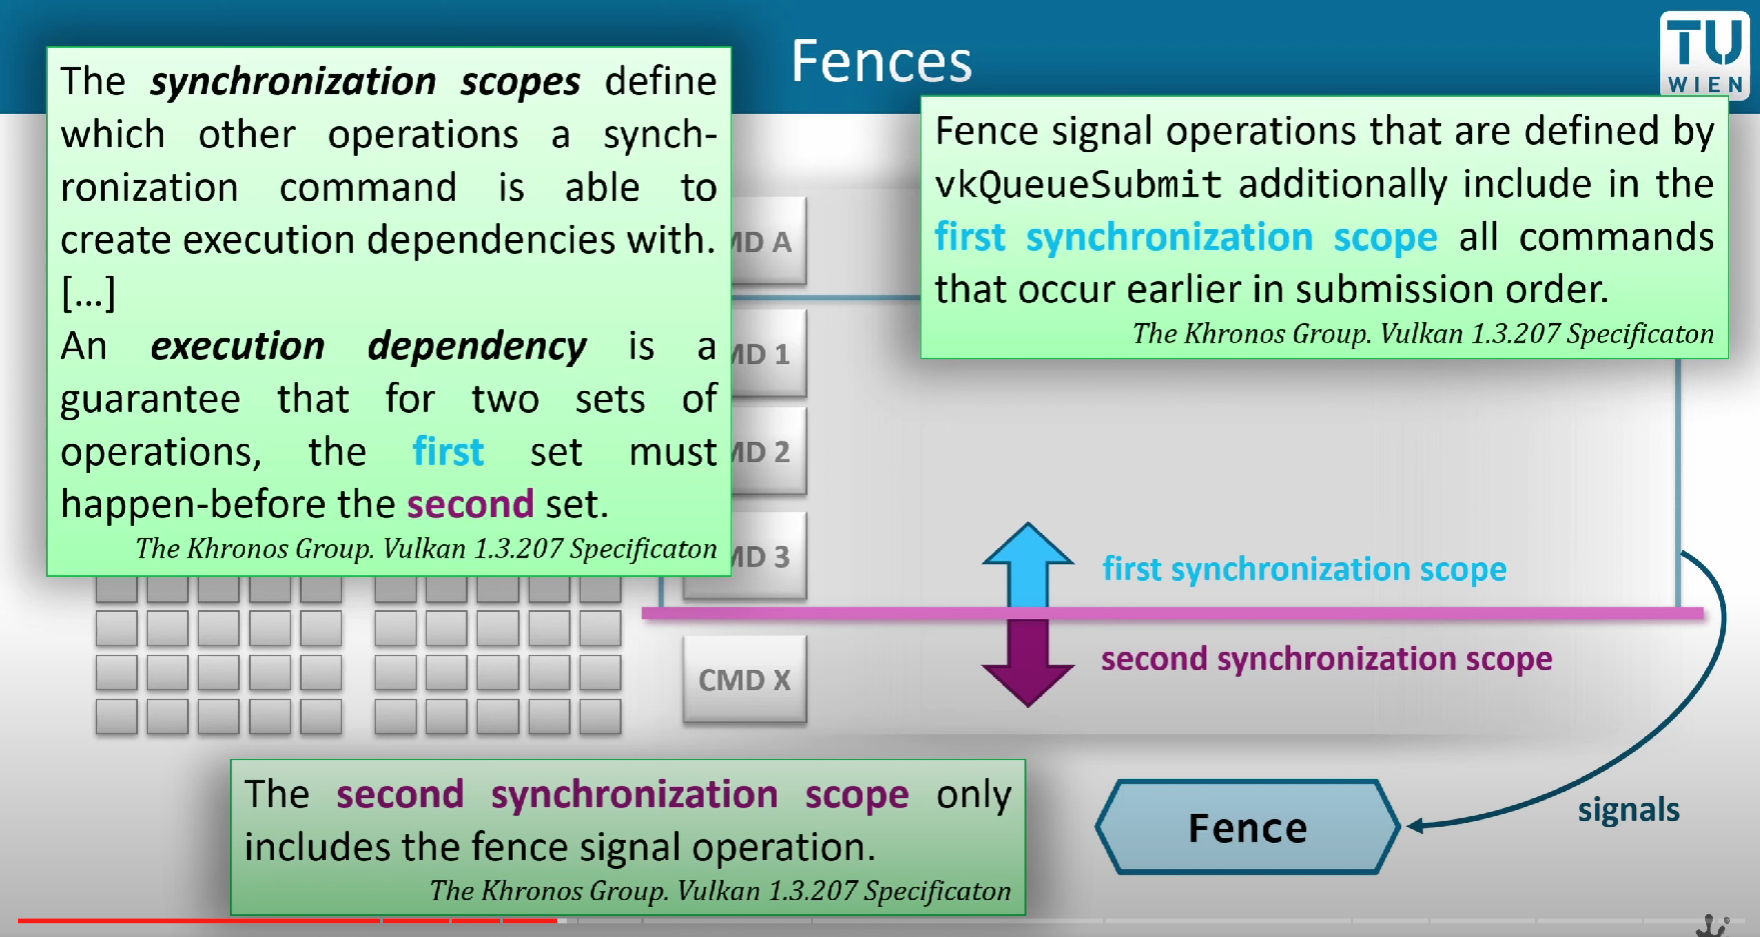 Fences
TU
WIEN
The synchronization scopes define
which other operations a synch-
ronization command is able to
create execution dependencies with.
[...]
An execution dependency is a
guarantee that for two sets of
operations, the first set must
happen-before the second set.
The Khronos Group. Vulkan 1.3.207 Specificaton
Fence signal operations that are defined by
vkQueueSubmit additionally include in the
first synchronization scope all commands
that occur earlier in submission order.
The Khronos Group. Vulkan 1.3.207 Specificaton
MD A
MD 1
MD 2
MD 3
first synchronization scope
second synchronization scope
CMD X
The second synchronization scope only
includes the fence signal operation.
The Khronos Group. Vulkan 1.3.207 Specificaton
Fence
signals